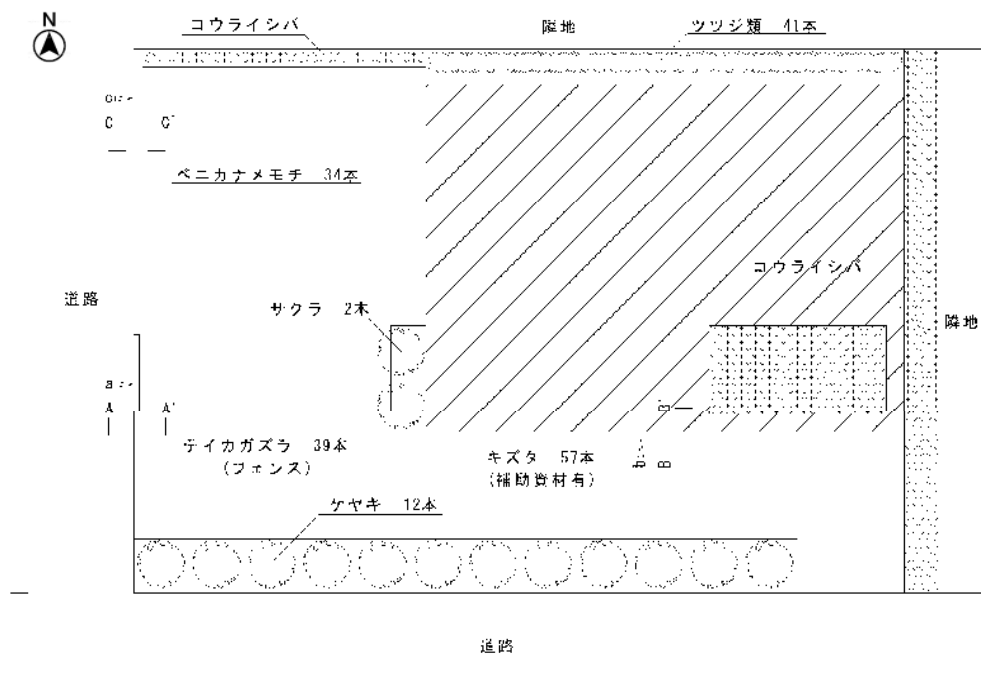 N
コウライシバ
隣地
ツツジ類 41本
C
C'
ベニカナメモチ 34本
コウライシバ
道路
サクラ 2本
隣地
A
A'
テイカカズラ 39本
(フェンス)
キズタ 57本
(補助資材有)
B
ケヤキ 12本
道路